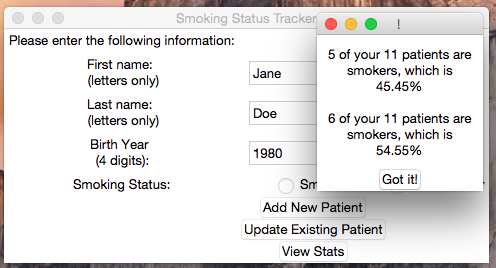 Smoking Status Tracker
!
Please enter the following information:
First name:
(letters only)
Jane
Last name:
(letters only)
Doe
Birth Year
(4 digits):
1980
Smoking Status:
Add New Patient
Update Existing Patient
View Stats
5 of your 11 patients are
smokers, which is
45.45%
6 of your 11 patients are
smokers, which is
54.55%
Got it!